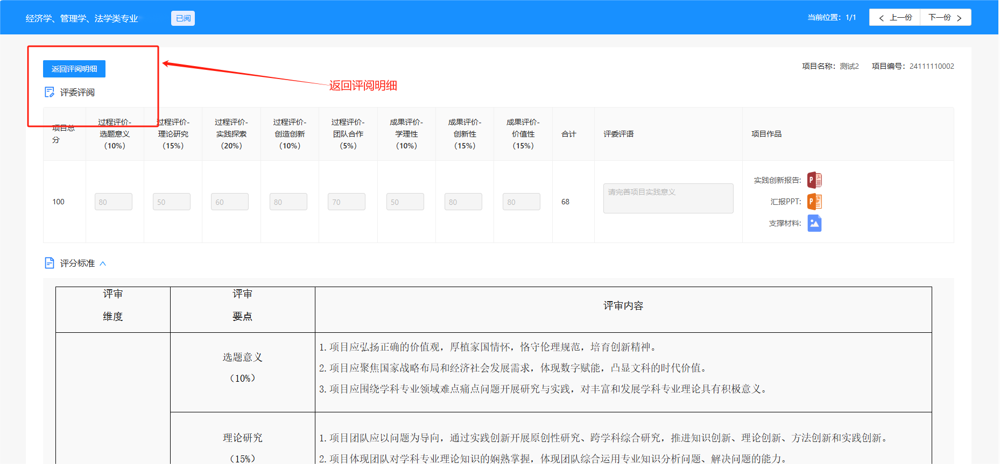 经济学、管理学、法学类专业
已阅
当前位置：1/1
上一份
下一份
返回评阅明细
项目名称：测试2
项目编号：24111110002
返回评阅明细
评委评阅
项目总分
过程评价-选题意义（10%）
过程评价-理论研究（15%）
过程评价-实践探索（20%）
过程评价-创造创新（10%）
过程评价-团队合作（5%）
成果评价-学理性（10%）
成果评价-创新性（15%）
成果评价-价值性（15%）
合计
评委评语
项目作品
100
80
50
60
80
70
50
80
80
68
请完善项目实践意义
实践创新报告:
汇报PPT:
支撑材料:
评分标准
评审
维度
评审
要点
评审内容
选题意义
（10%）
1.项目应弘扬正确的价值观，厚植家国情怀，恪守伦理规范，培育创新精神。
2.项目应聚焦国家战略布局和经济社会发展需求，体现数字赋能，凸显文科的时代价值。
3.项目应围绕学科专业领域难点痛点问题开展研究与实践，对丰富和发展学科专业理论具有积极意义。
理论研究
（15%）
1.项目团队应以问题为导向，通过实践创新开展原创性研究、跨学科综合研究，推进知识创新、理论创新、方法创新和实践创新。
2.项目体现团队对学科专业理论知识的娴熟掌握，体现团队综合运用专业知识分析问题、解决问题的能力。